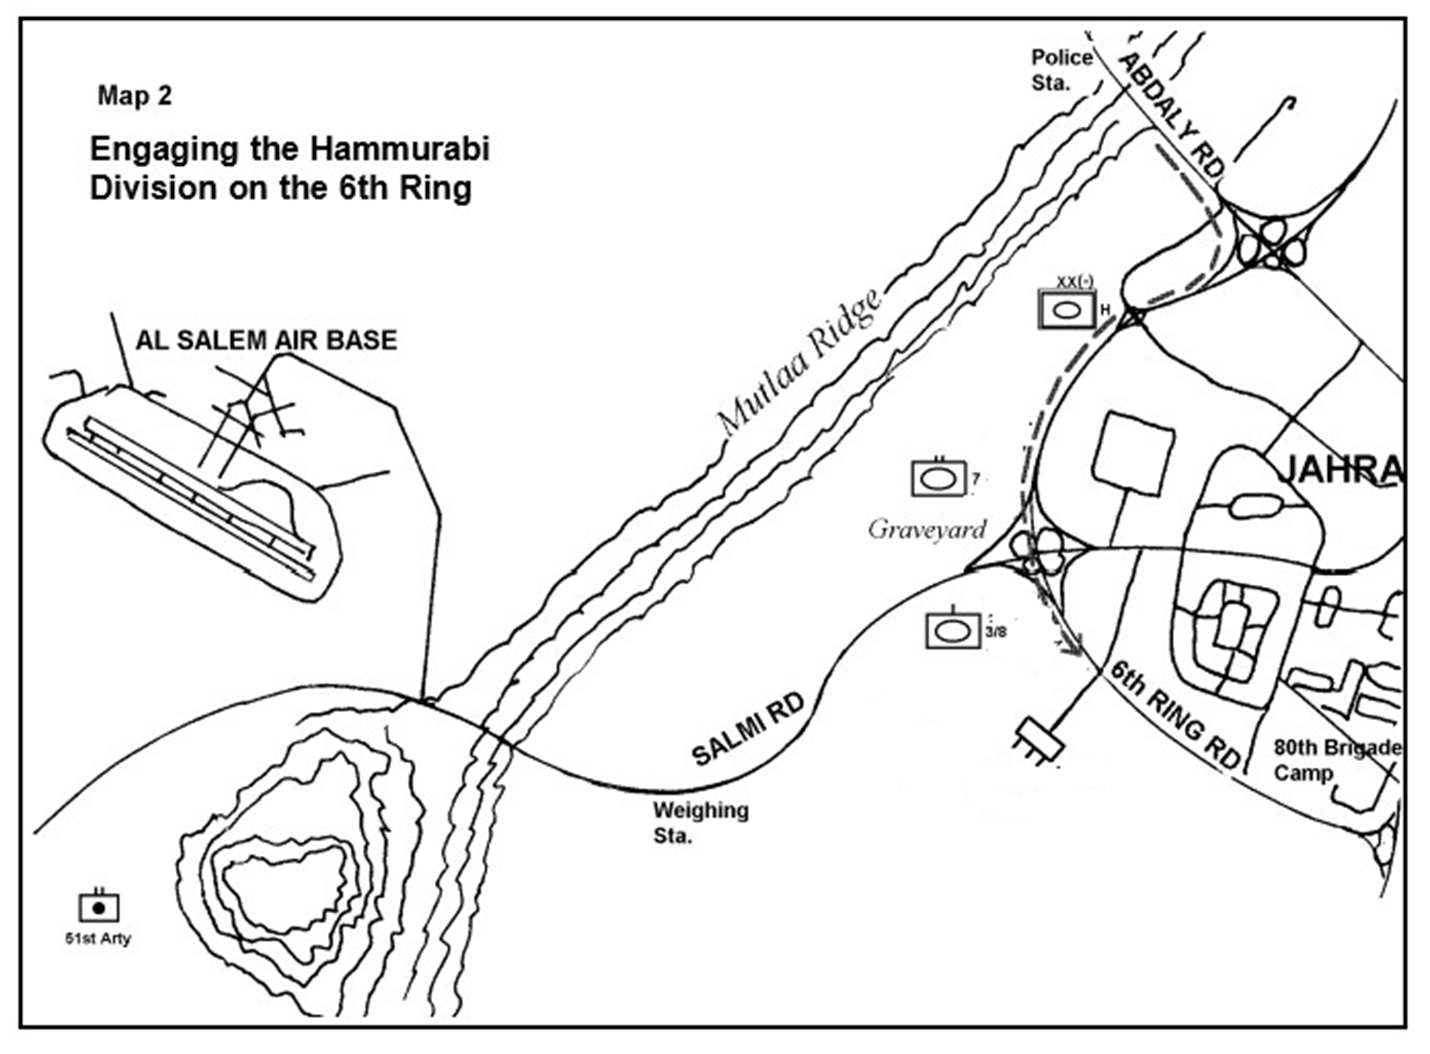 Map 2
Engaging the Hammurabi
Division on the 6th Ring
Police
Sta.
ABDALY RD
XX(-)
H
AL SALEM AIR BASE
Mutlaa Ridge
JAHRA
7
Graveyard
3/8
SALMI RD
6th RING RD
80th Brigade
Camp
Weighing
Sta.
51st Arty